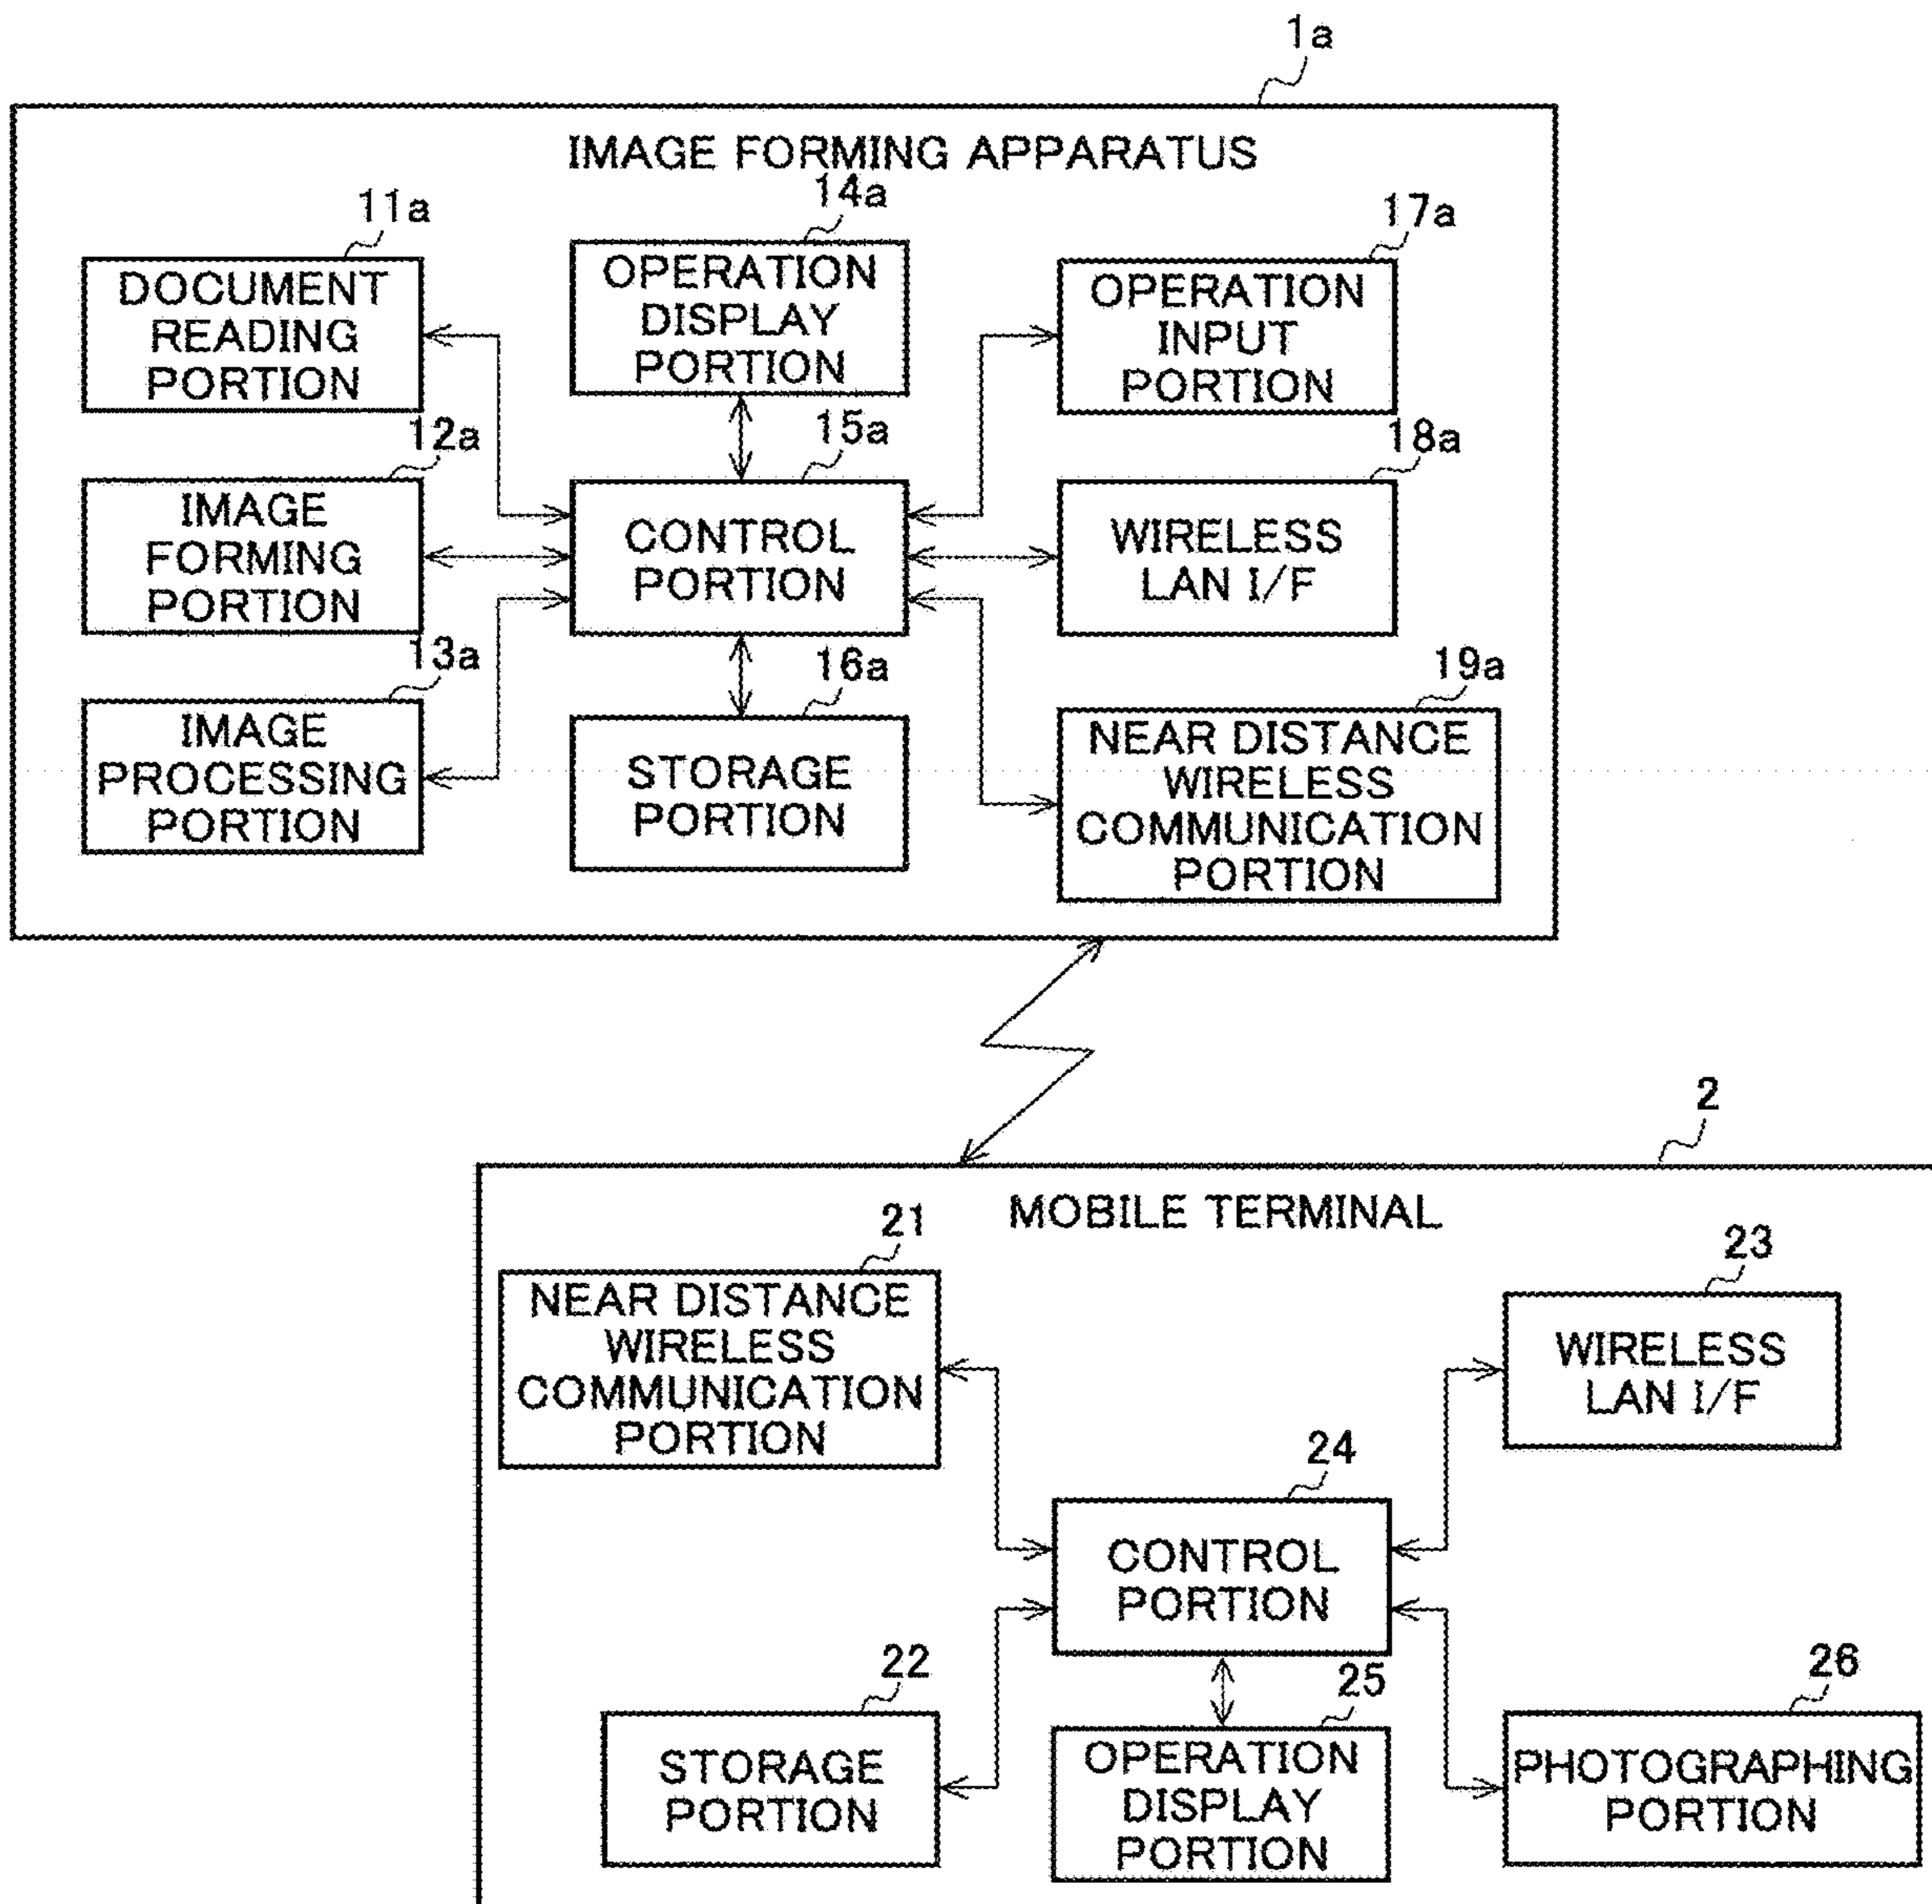 1a
IMAGE FORMING APPARATUS
11a
DOCUMENT
READING
PORTION
14a
OPERATION
DISPLAY
PORTION
17a
OPERATION
INPUT
PORTION
12a
IMAGE
FORMING
PORTION
15a
CONTROL
PORTION
18a
WIRELESS
LAN I/F
13a
IMAGE
PROCESSING
PORTION
16a
STORAGE
PORTION
19a
NEAR DISTANCE
WIRELESS
COMMUNICATION
PORTION
2
MOBILE TERMINAL
21
NEAR DISTANCE
WIRELESS
COMMUNICATION
PORTION
23
WIRELESS
LAN I/F
24
CONTROL
PORTION
22
STORAGE
PORTION
25
OPERATION
DISPLAY
PORTION
26
PHOTOGRAPHING
PORTION